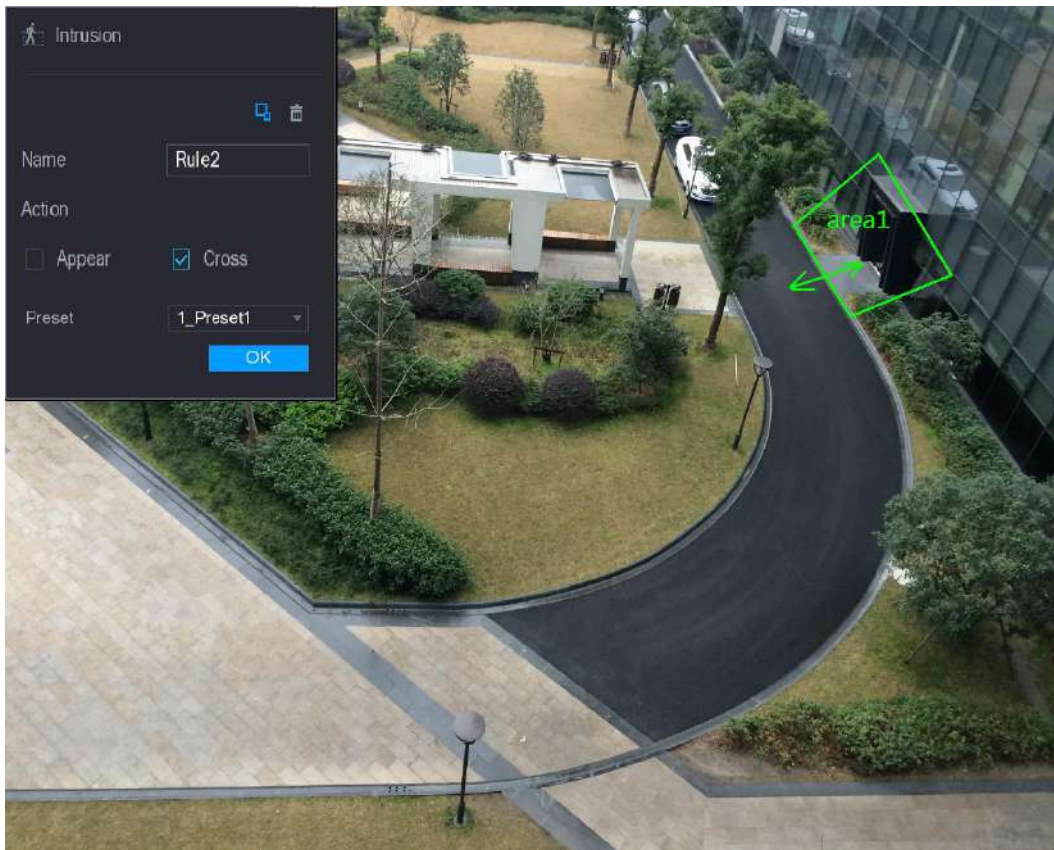 Intrusion
Name Rule2
Action
Appear Cross
Preset 1_Preset1
OK
area1